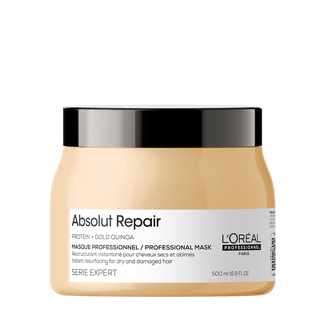 Absolut Repair
PROTEIN + GOLD QUINOA
MASQUE PROFESSIONNEL / PROFESSIONAL MASK
Restructurant instantané pour cheveux secs et abîmés
Instant resurfacing for dry and damaged hair
SERIE EXPERT
L'ORÉAL
PROFESSIONNEL
PARIS
500 ml 16.9 FL.OZ.